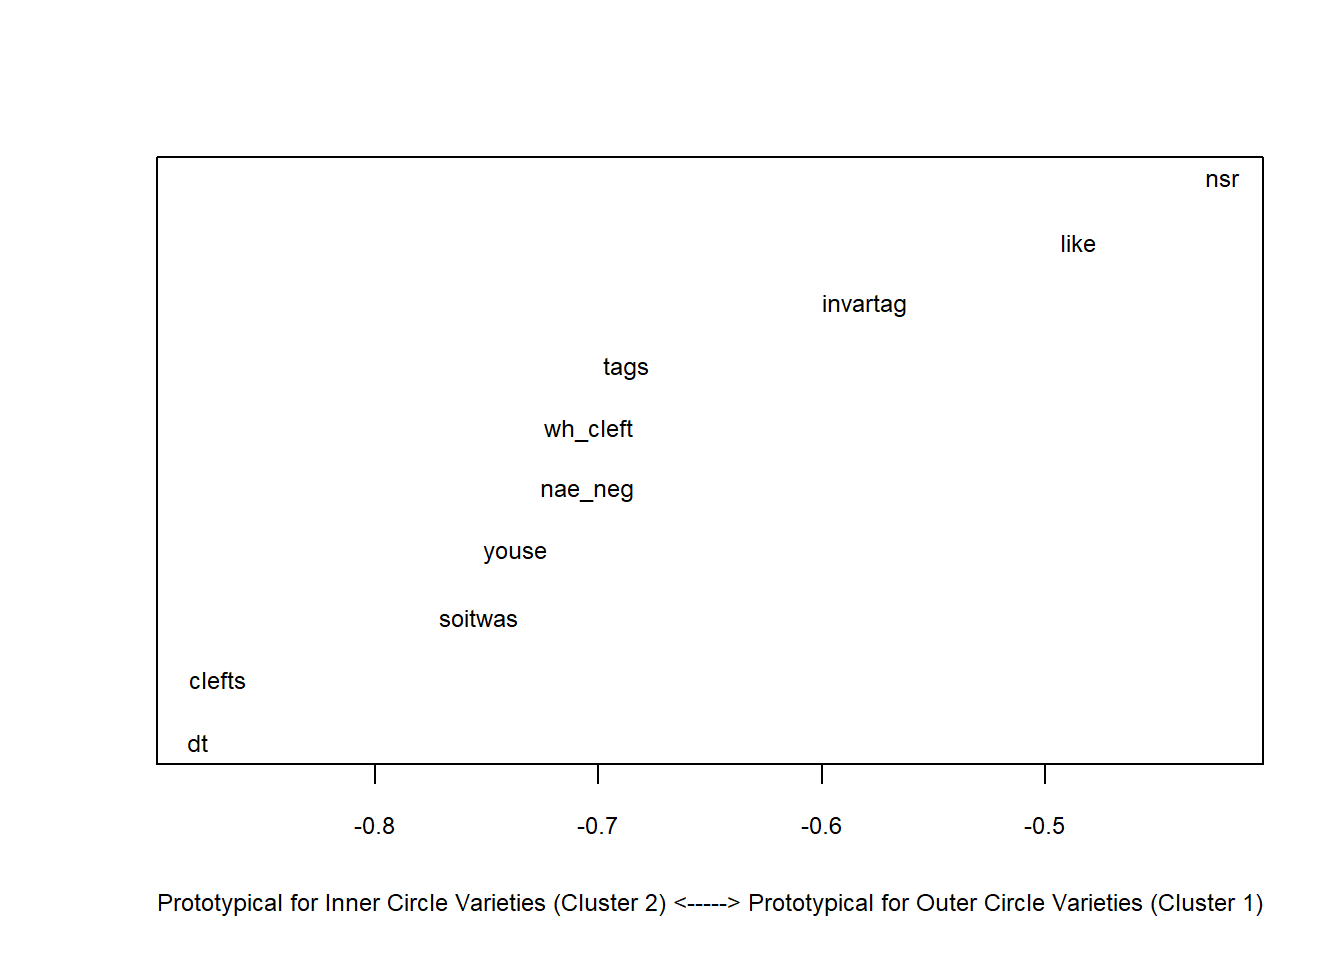 nsr
like
invartag
tags
wh_cleft
nae_neg
youse
soitwas
clefts
dt
-0.8 -0.7 -0.6 -0.5
Prototypical for Inner Circle Varieties (Cluster 2) <-----> Prototypical for Outer Circle Varieties (Cluster 1)